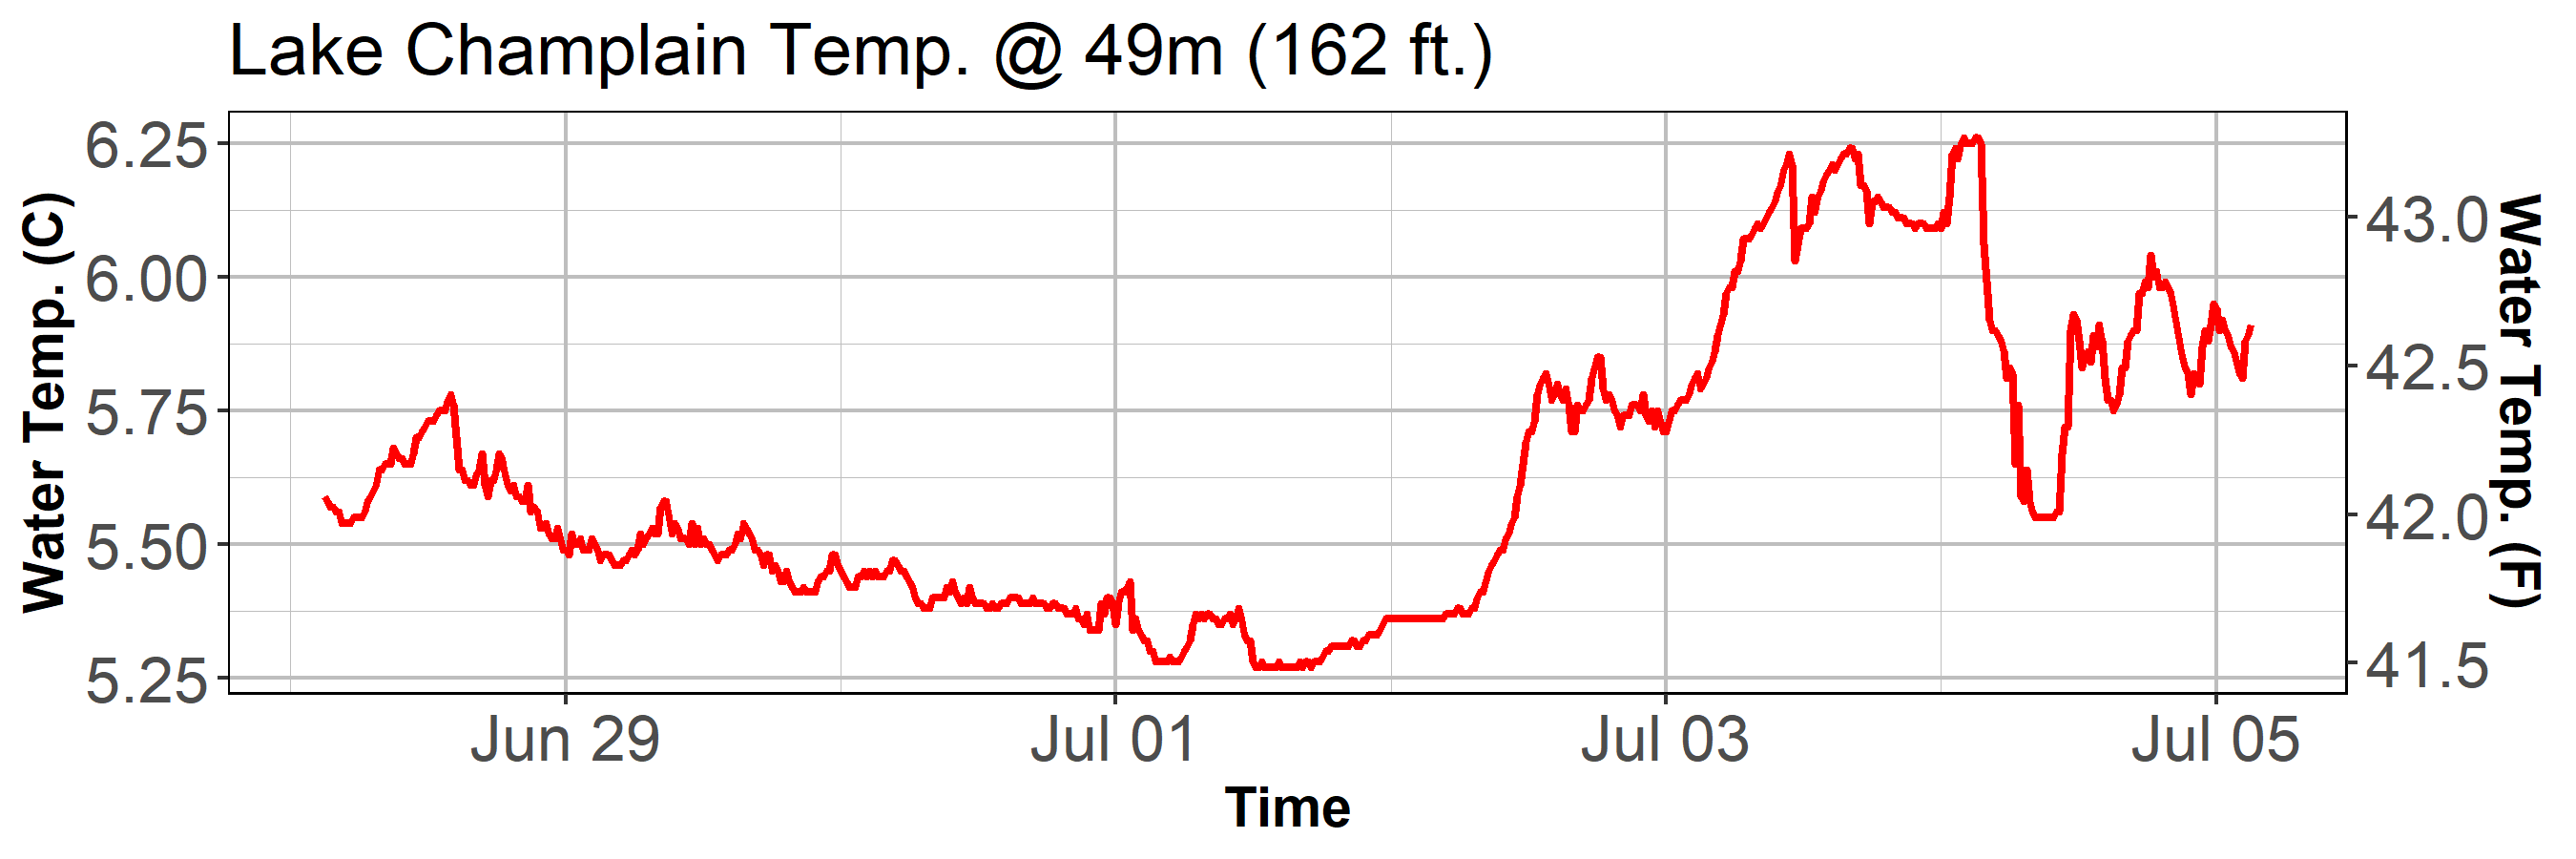 Lake Champlain Temp. @ 49m (162 ft.)
Water Temp. (C)
6.25
6.00
5.75
5.50
5.25
43.0
42.5
42.0
41.5
Water Temp. (F)
Jun 29 Jul 01 Jul 03 Jul 05
Time